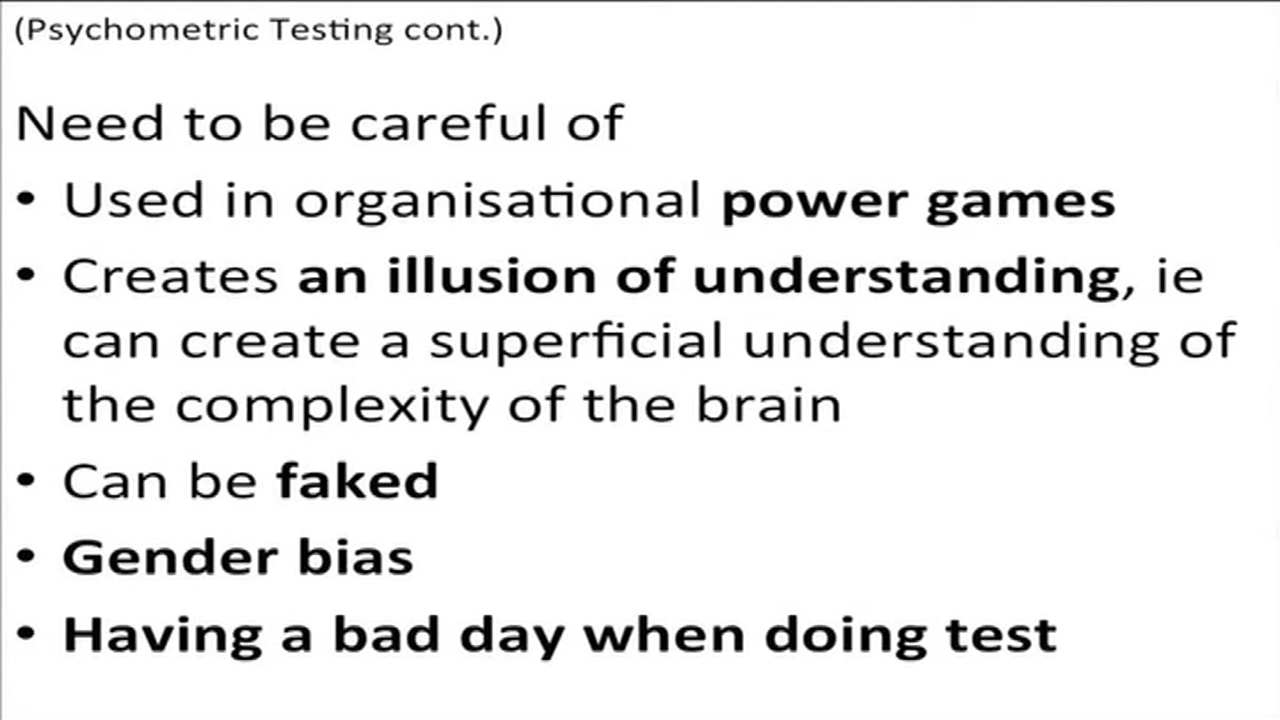 (Psychometric Testing cont.)
Need to be careful of
• Used in organisational power games
• Creates an illusion of understanding, ie
can create a superficial understanding of
the complexity of the brain
• Can be faked
• Gender bias
• Having a bad day when doing test